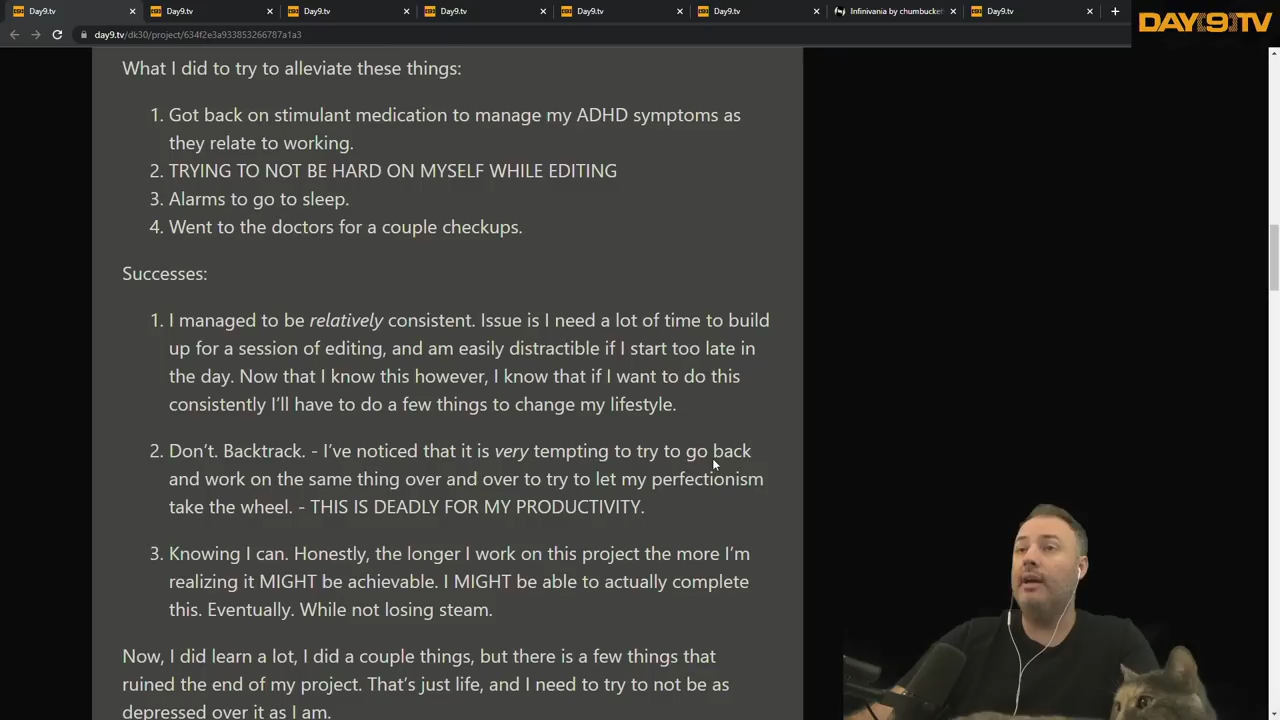 Day9.tv
Day9.tv
Day9.tv
Day9.tv
Day9.tv
Day9.tv
Infinivania by chumbucket
Day9.tv
DAY9.TV
day9.tv/dk30/project/634f2e3a933853266787a1a3
What I did to try to alleviate these things:
1. Got back on stimulant medication to manage my ADHD symptoms as
they relate to working.
2. TRYING TO NOT BE HARD ON MYSELF WHILE EDITING
3. Alarms to go to sleep.
4. Went to the doctors for a couple checkups.
Successes:
1. I managed to be relatively consistent. Issue is I need a lot of time to build
up for a session of editing, and am easily distractible if I start too late in
the day. Now that I know this however, I know that if I want to do this
consistently I'll have to do a few things to change my lifestyle.
2. Don't. Backtrack. - I've noticed that it is very tempting to try to go back
and work on the same thing over and over to try to let my perfectionism
take the wheel. - THIS IS DEADLY FOR MY PRODUCTIVITY.
3. Knowing I can. Honestly, the longer I work on this project the more I'm
realizing it MIGHT be achievable. I MIGHT be able to actually complete
this. Eventually. While not losing steam.
Now, I did learn a lot, I did a couple things, but there is a few things that
ruined the end of my project. That's just life, and I need to try to not be as
depressed over it as I am.